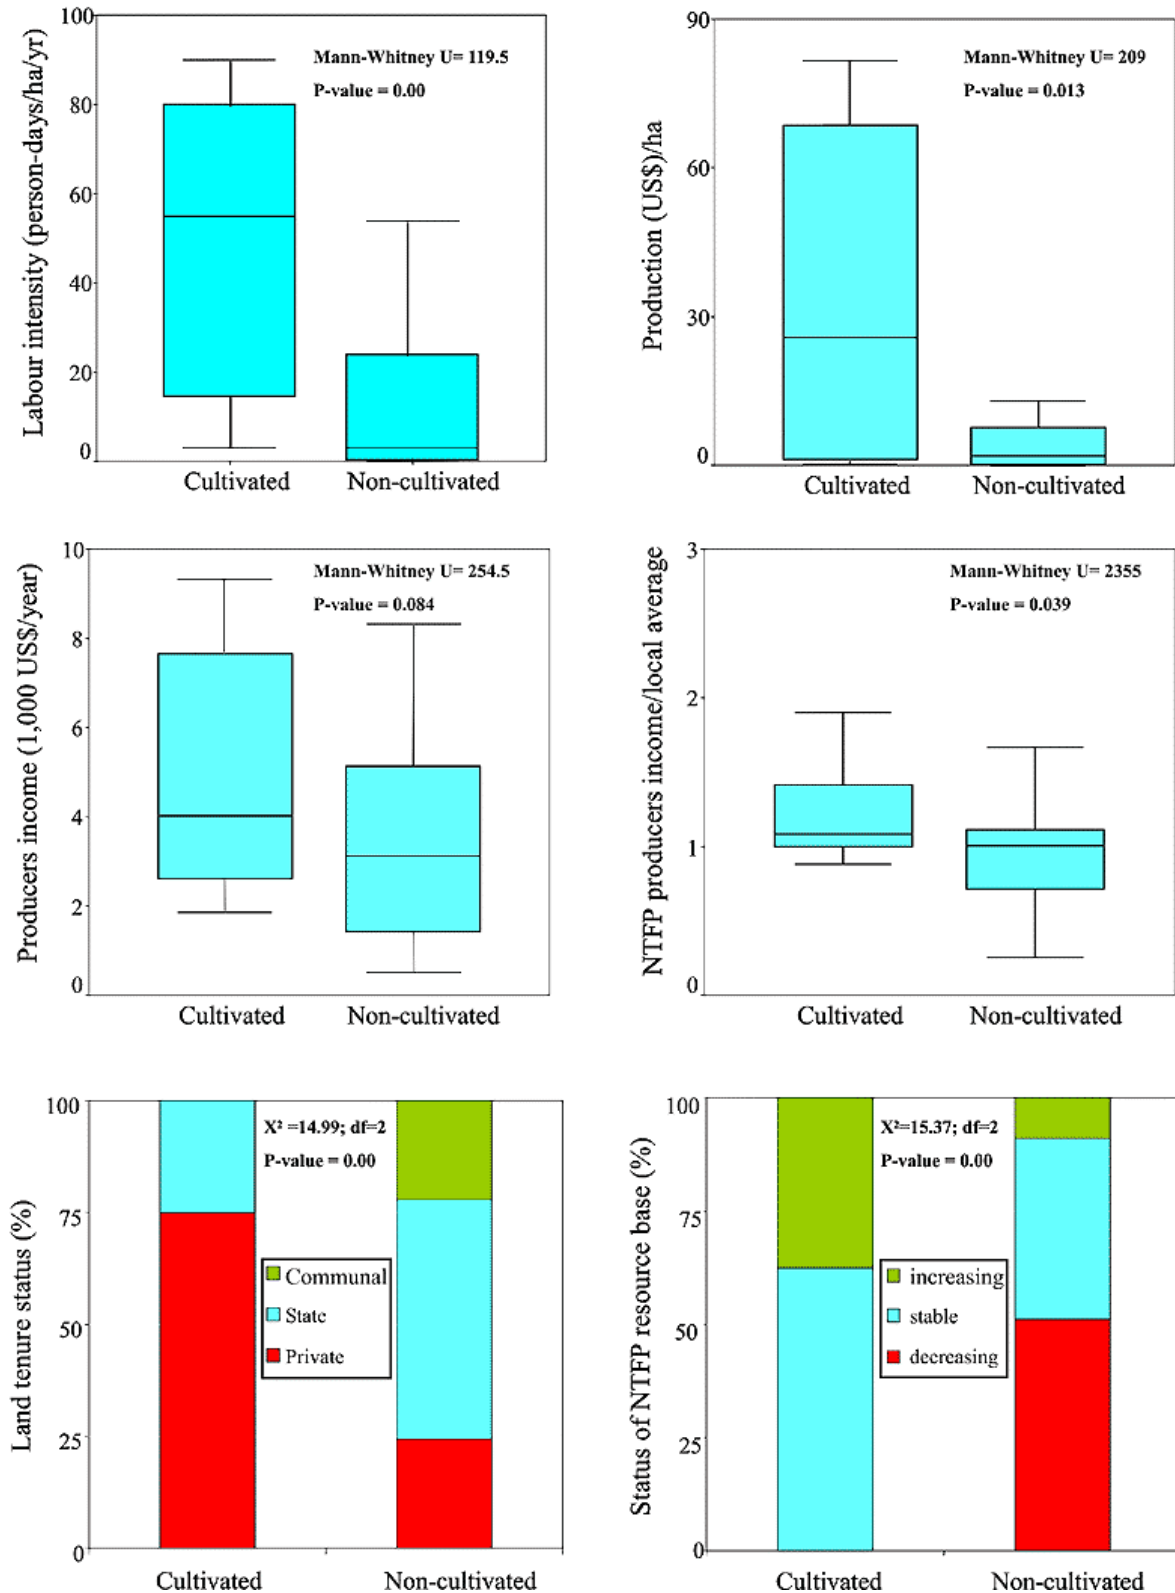 Labour intensity (person-days/ha/yr)
100
80
60
40
20
0
Mann-Whitney U= 119.5
P-value = 0.00
Cultivated Non-cultivated
Production (US$)/ha
90
60
30
0
Mann-Whitney U= 209
P-value = 0.013
Cultivated Non-cultivated
Producers income (1,000 US$/year)
10
8
6
4
2
0
Mann-Whitney U= 254.5
P-value = 0.084
Cultivated Non-cultivated
NTFP producers income/local average
3
2
1
0
Mann-Whitney U= 2355
P-value = 0.039
Cultivated Non-cultivated
Land tenure status (%)
100
75
50
25
0
X² =14.99; df=2
P-value = 0.00
Communal
State
Private
Cultivated Non-cultivated
Status of NTFP resource base (%)
100
75
50
25
0
X²=15.37; df=2
P-value = 0.00
increasing
stable
decreasing
Cultivated Non-cultivated